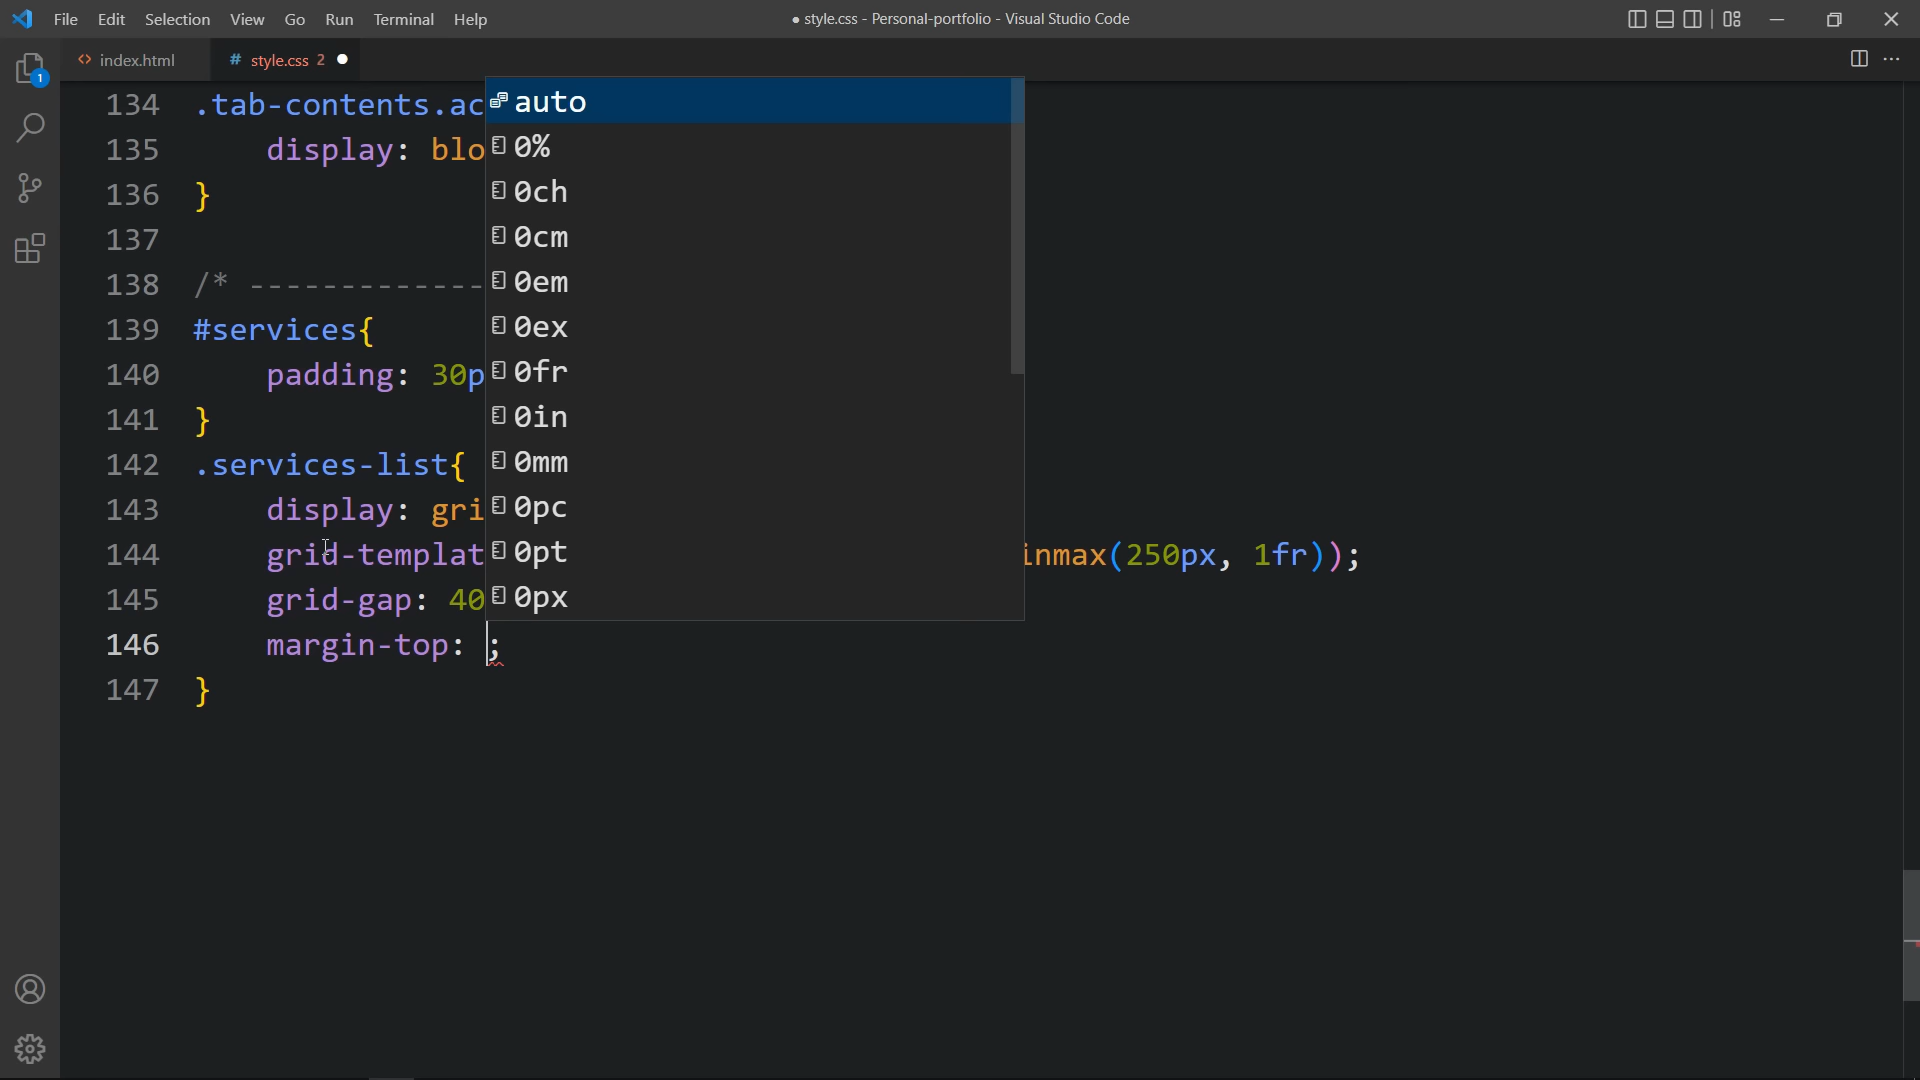 File Edit Selection View Go Run Terminal Help
● style.css - Personal-portfolio - Visual Studio Code
1
<> index.html
# style.css 2 ●
134 .tab-contents.ac
135 display: blo
136 }
137
138 /* -------------
139 #services{
140 padding: 30p
141 }
142 .services-list{
143 display: gri
144 grid-templat inmax(250px, 1fr));
145 grid-gap: 40
146 margin-top: ;
147 }
auto
0%
0ch
0cm
0em
0ex
0fr
0in
0mm
0pc
0pt
0px